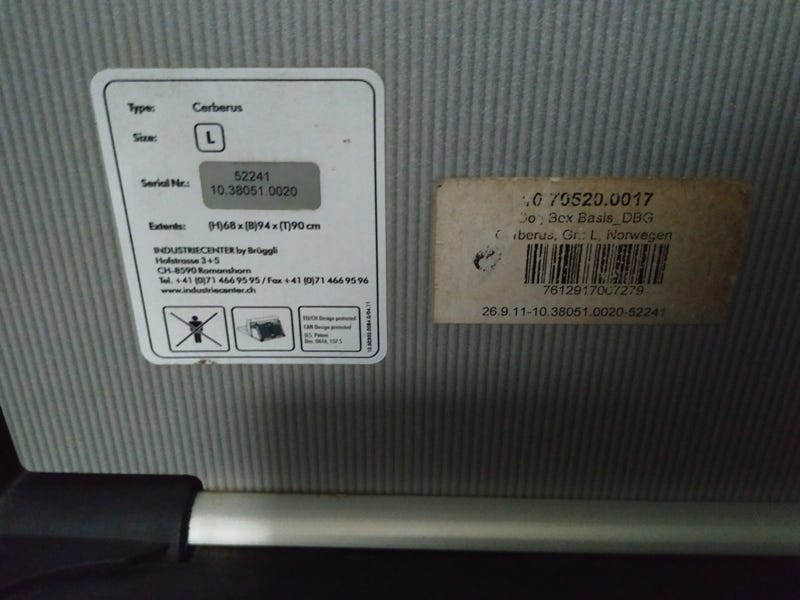 Type: Cerberus
Size: L
Serial Nr.: 52241
10.38051.0020
Extents: (H)68 x (B)94 x (T)90 cm
INDUSTRIECENTER by Brüggli
Hofstrasse 3+5
CH-8590 Romanshorn
Tel. +41 (0)71 466 95 95 / Fax +41 (0)71 466 95 96
www.industriecenter.ch
EU/CH Design protected
CAN Design protected
U.S. Patent
10.70520.0017
Box Basis_DBG
Cerberus, Gr.: L, Norwegen
7612917007279
26.9.11-10.38051.0020-52241